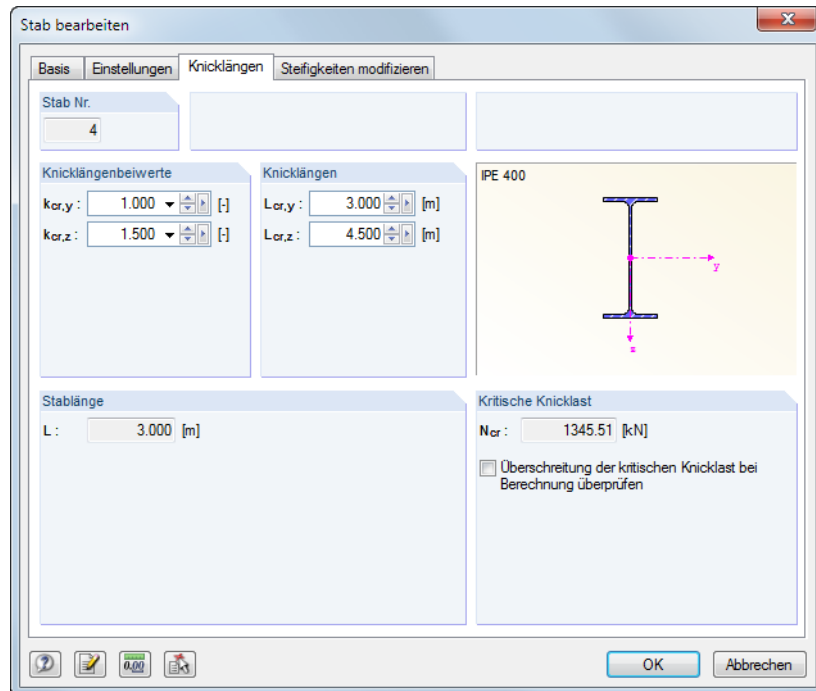 Stab bearbeiten
Basis Einstellungen Knicklängen Steifigkeiten modifizieren
Stab Nr.
4
Knicklängenbeiwerte
kcr,y : 1.000 [-]
kcr,z : 1.500 [-]
Knicklängen
Lcr,y : 3.000 [m]
Lcr,z : 4.500 [m]
IPE 400
y
z
Stablänge
L : 3.000 [m]
Kritische Knicklast
Ncr : 1345.51 [kN]
Überschreitung der kritischen Knicklast bei
Berechnung überprüfen
0.00
OK Abbrechen